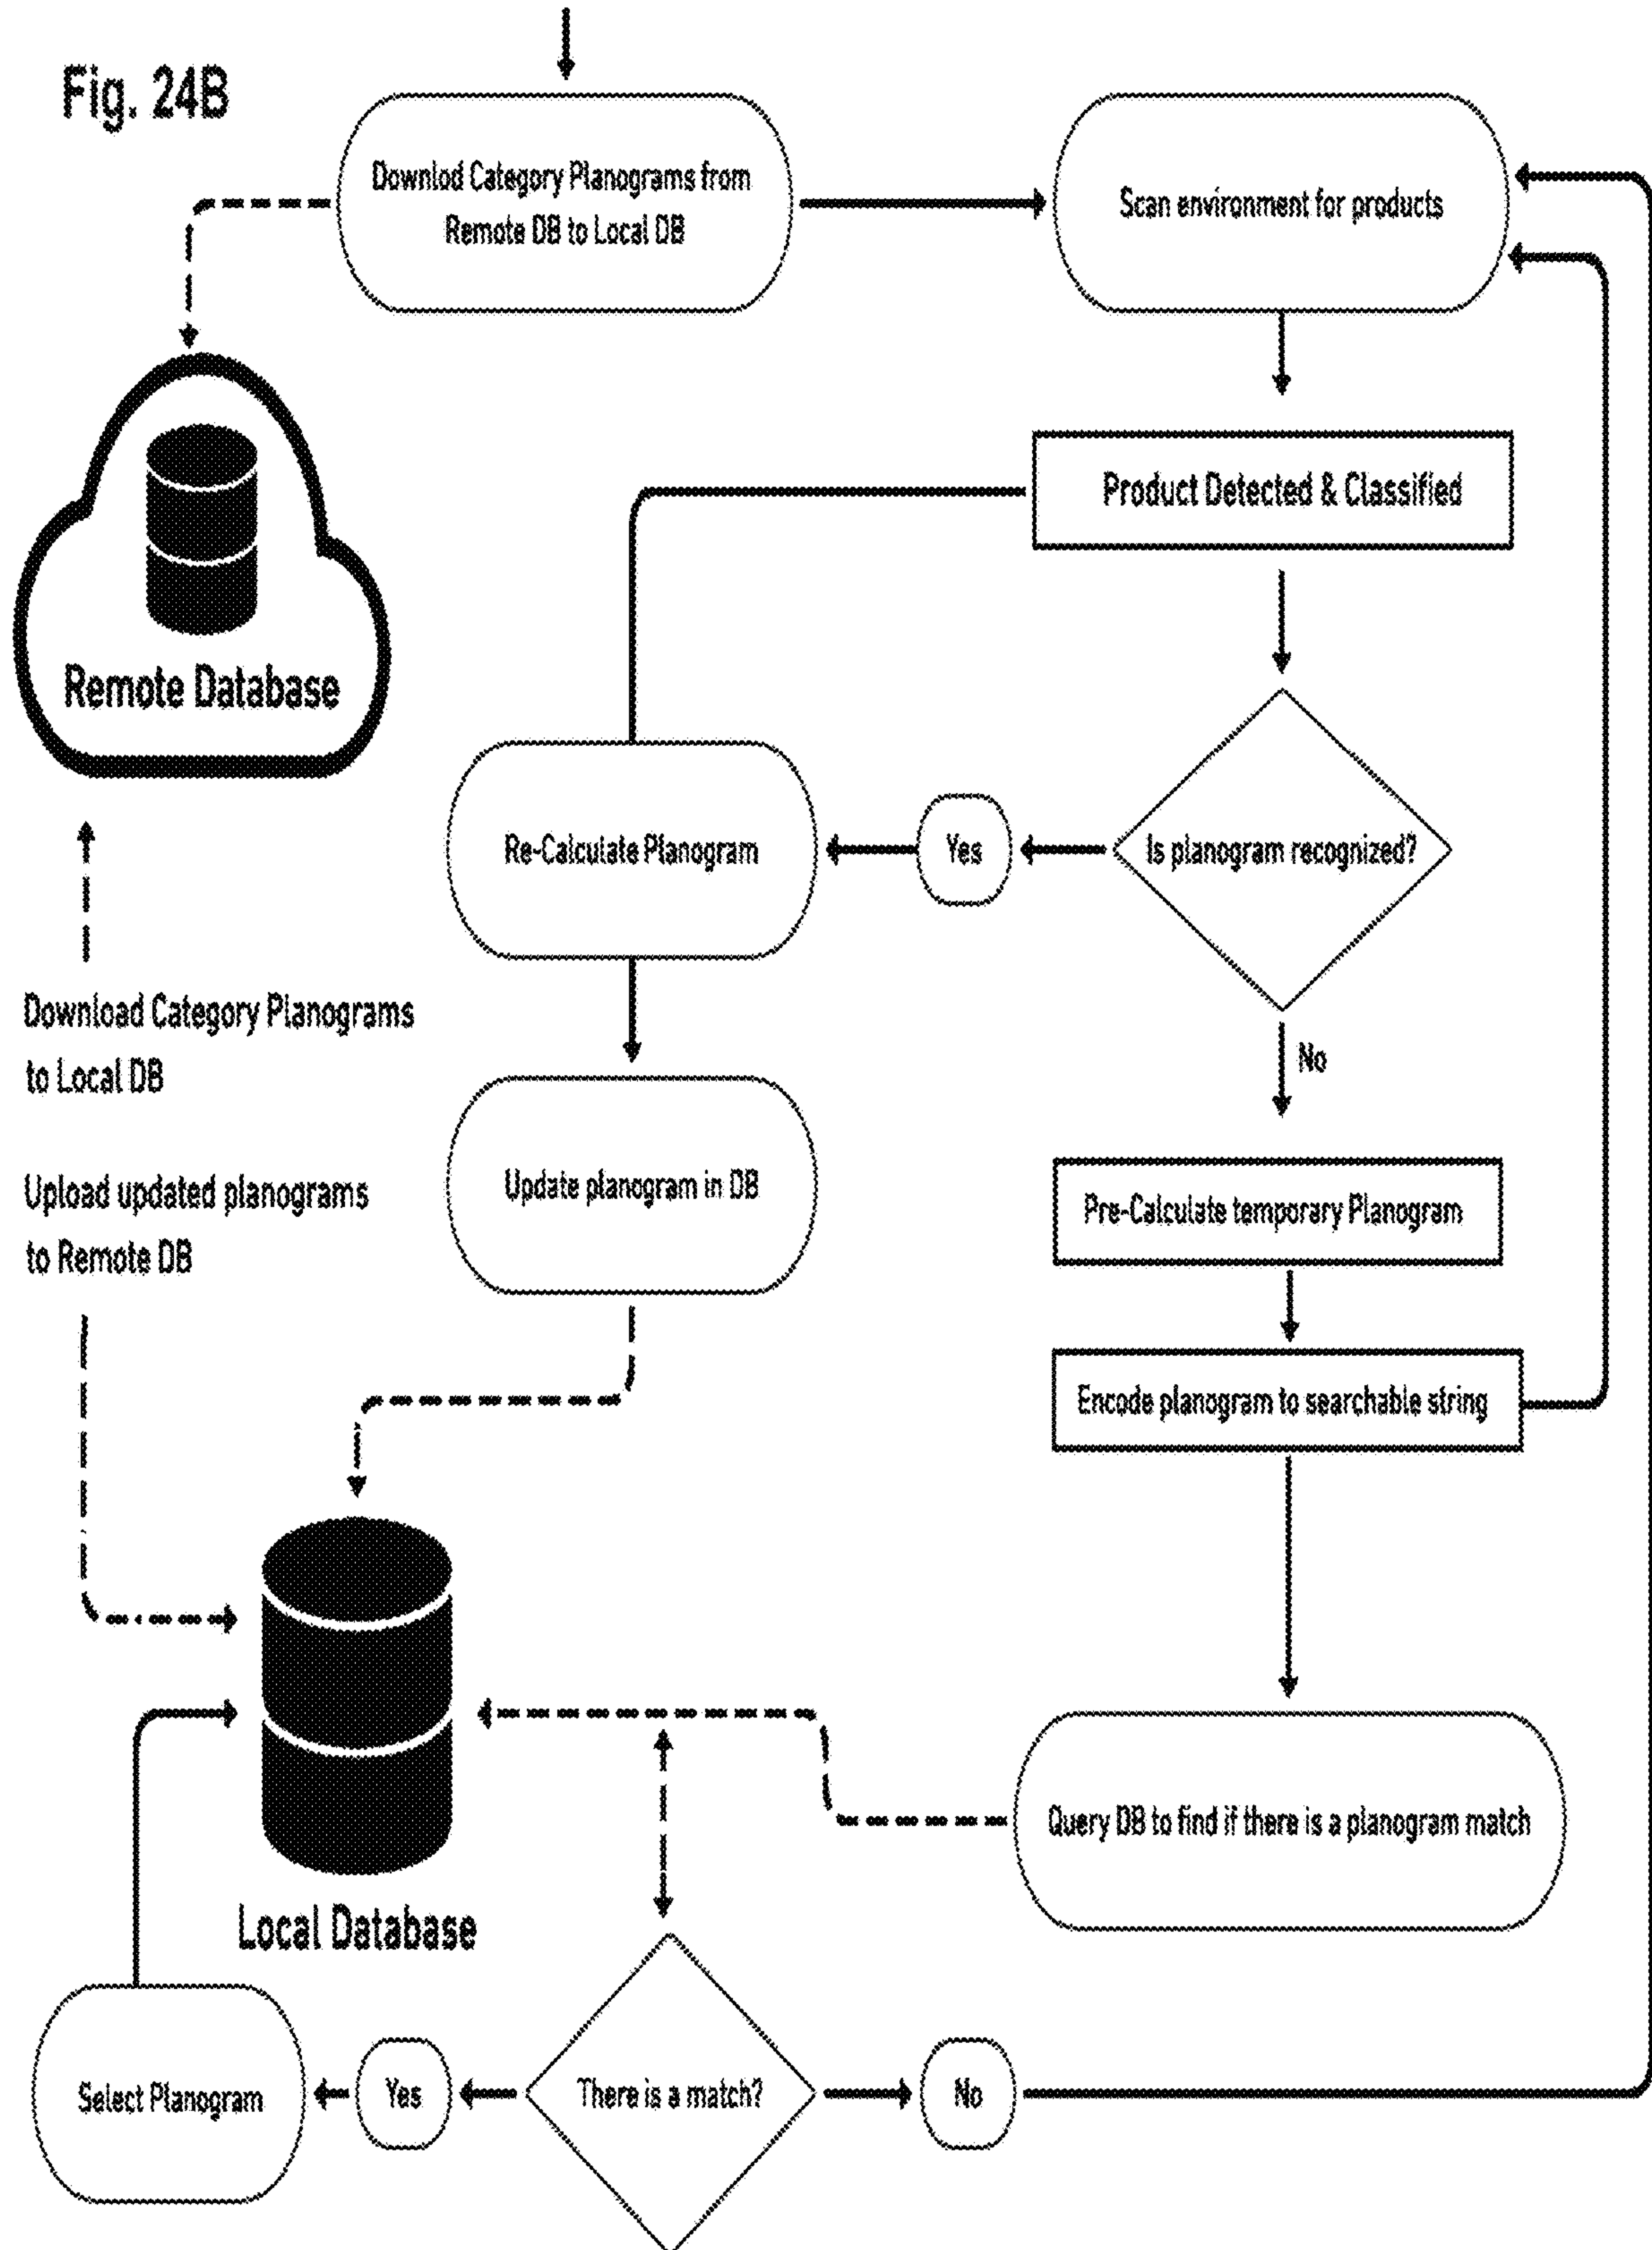 Fig. 24B
Downlod Category Planograms from
Remote DB to Local DB
Scan environment for products
Product Detected & Classified
Remote Database
Re-Calculate Planogram
Yes
Is planogram recognized?
Download Category Planograms
to Local DB
No
Upload updated planograms
to Remote DB
Update planogram in DB
Pre-Calculate temporary Planogram
Encode planogram to searchable string
Query DB to find if there is a planogram match
Local Database
Select Planogram
Yes
There is a match?
No